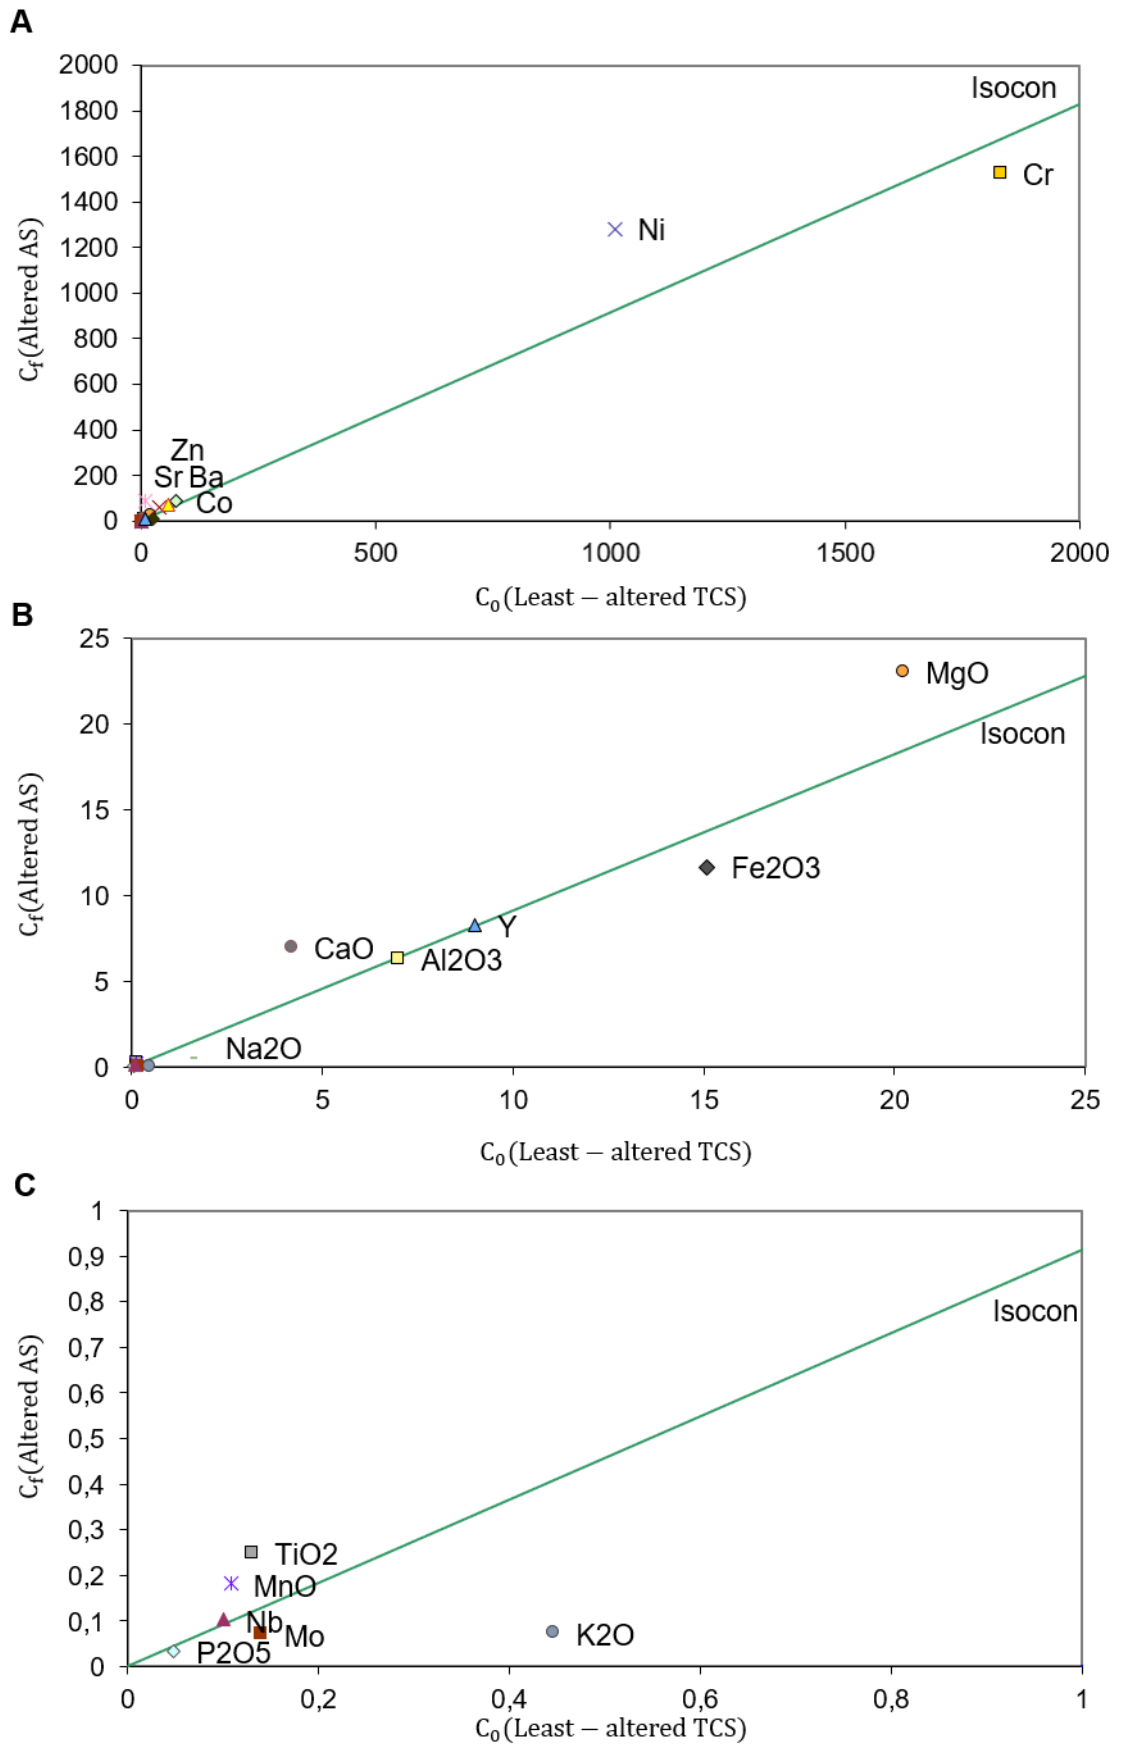 A
2000
1800
1600
1400
1200
1000
800
600
400
200
0
Cf(Altered AS)
Isocon
Cr
Ni
Zn
Sr Ba
Co
0 500 1000 1500 2000
C0(Least − altered TCS)
B
25
20
15
10
5
0
Cf(Altered AS)
MgO
Isocon
Fe2O3
Y
CaO
Al2O3
Na2O
0 5 10 15 20 25
C0(Least − altered TCS)
C
1
0,9
0,8
0,7
0,6
0,5
0,4
0,3
0,2
0,1
0
Cf(Altered AS)
Isocon
TiO2
MnO
Nb
Mo
K2O
P2O5
0 0,2 0,4 0,6 0,8 1
C0(Least − altered TCS)